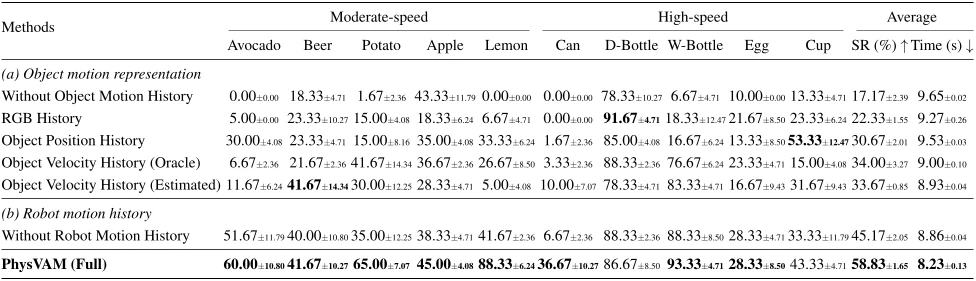 Methods Moderate-speed High-speed Average
Avocado Beer Potato Apple Lemon Can D-Bottle W-Bottle Egg Cup SR (%) ↑ Time (s) ↓
(a) Object motion representation
Without Object Motion History 0.00±0.00 18.33±4.71 1.67±2.36 43.33±11.79 0.00±0.00 0.00±0.00 78.33±10.27 6.67±4.71 10.00±0.00 13.33±4.71 17.17±2.39 9.65±0.02
RGB History 5.00±0.00 23.33±10.27 15.00±4.08 18.33±6.24 6.67±4.71 0.00±0.00 91.67±4.71 18.33±12.47 21.67±8.50 23.33±6.24 22.33±1.55 9.27±0.26
Object Position History 30.00±4.08 23.33±4.71 15.00±8.16 35.00±4.08 33.33±6.24 1.67±2.36 85.00±4.08 16.67±6.24 13.33±8.50 53.33±12.47 30.67±2.01 9.53±0.03
Object Velocity History (Oracle) 6.67±2.36 21.67±2.36 41.67±14.34 36.67±2.36 26.67±8.50 3.33±2.36 88.33±2.36 76.67±6.24 23.33±4.71 15.00±4.08 34.00±3.27 9.00±0.10
Object Velocity History (Estimated) 11.67±6.24 41.67±14.34 30.00±12.25 28.33±4.71 5.00±4.08 10.00±7.07 78.33±4.71 83.33±4.71 16.67±9.43 31.67±9.43 33.67±0.85 8.93±0.04
(b) Robot motion history
Without Robot Motion History 51.67±11.79 40.00±10.80 35.00±12.25 38.33±4.71 41.67±2.36 6.67±2.36 88.33±2.36 88.33±8.50 28.33±4.71 33.33±11.79 45.17±2.05 8.86±0.04
PhysVAM (Full) 60.00±10.80 41.67±10.27 65.00±7.07 45.00±4.08 88.33±6.24 36.67±10.27 86.67±8.50 93.33±4.71 28.33±8.50 43.33±4.71 58.83±1.65 8.23±0.13